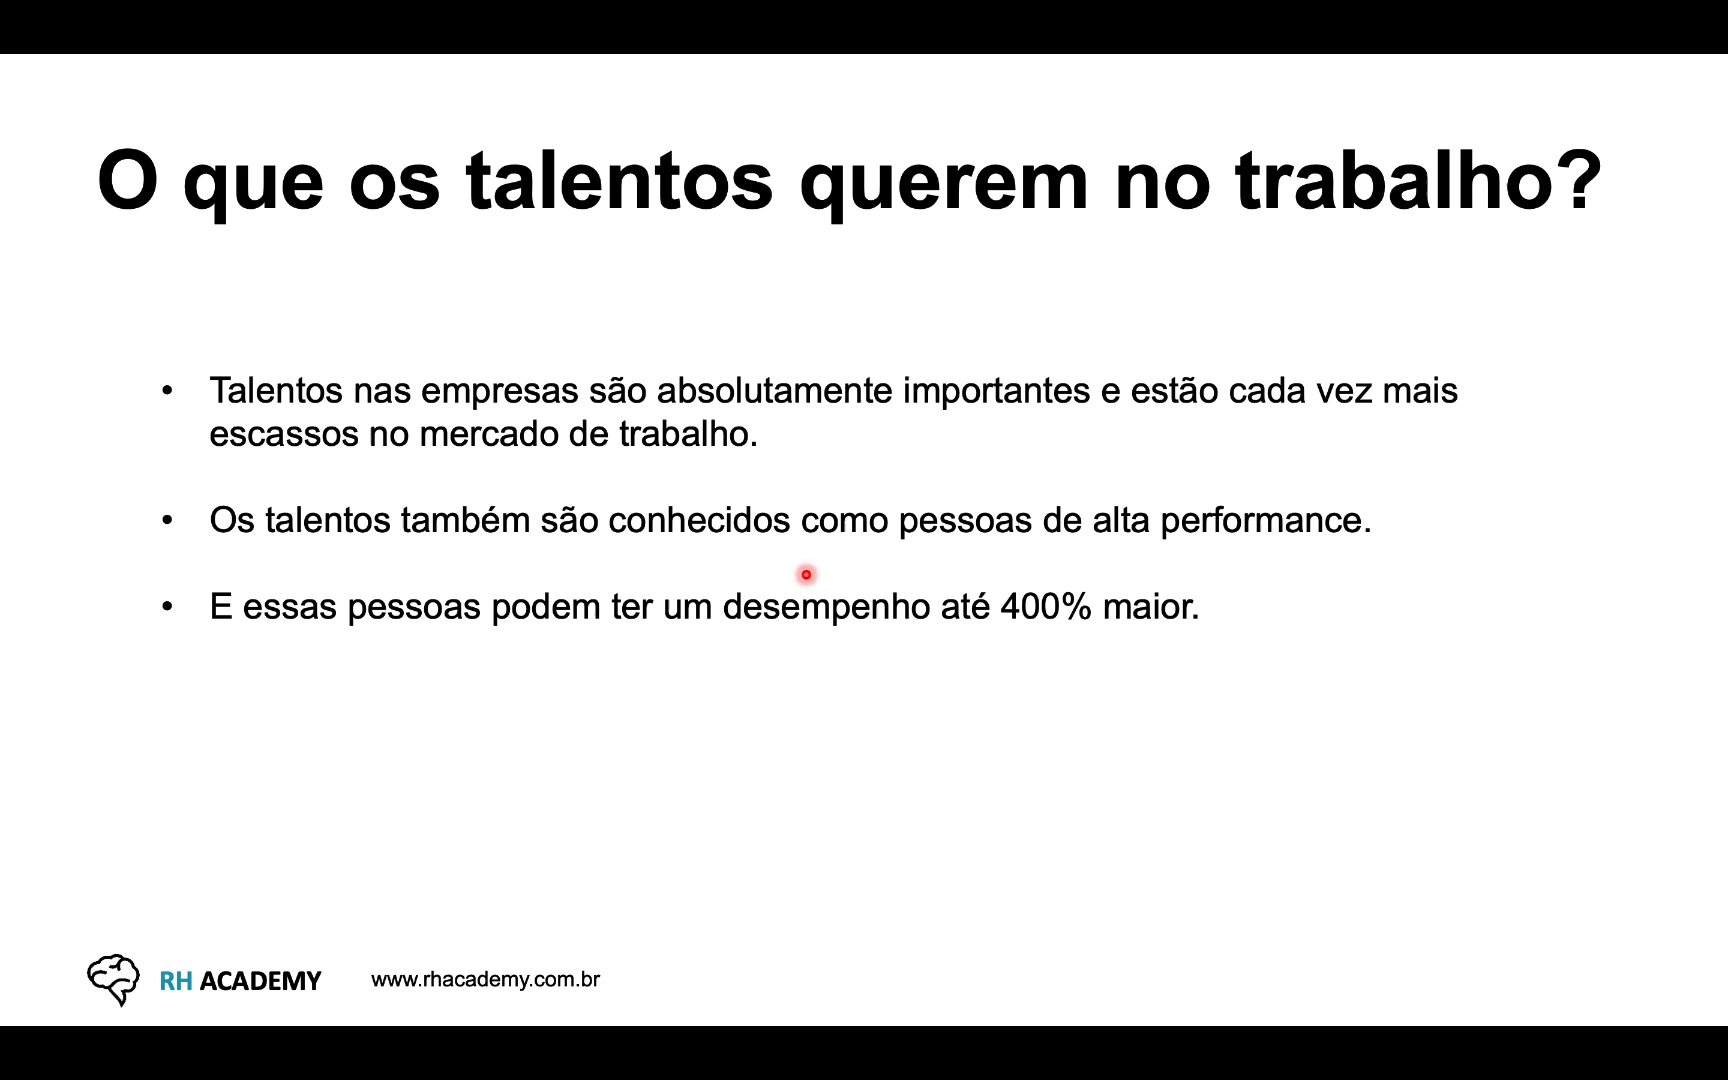 O que os talentos querem no trabalho?
• Talentos nas empresas são absolutamente importantes e estão cada vez mais
escassos no mercado de trabalho.
• Os talentos também são conhecidos como pessoas de alta performance.
• E essas pessoas podem ter um desempenho até 400% maior.
RH ACADEMY www.rhacademy.com.br